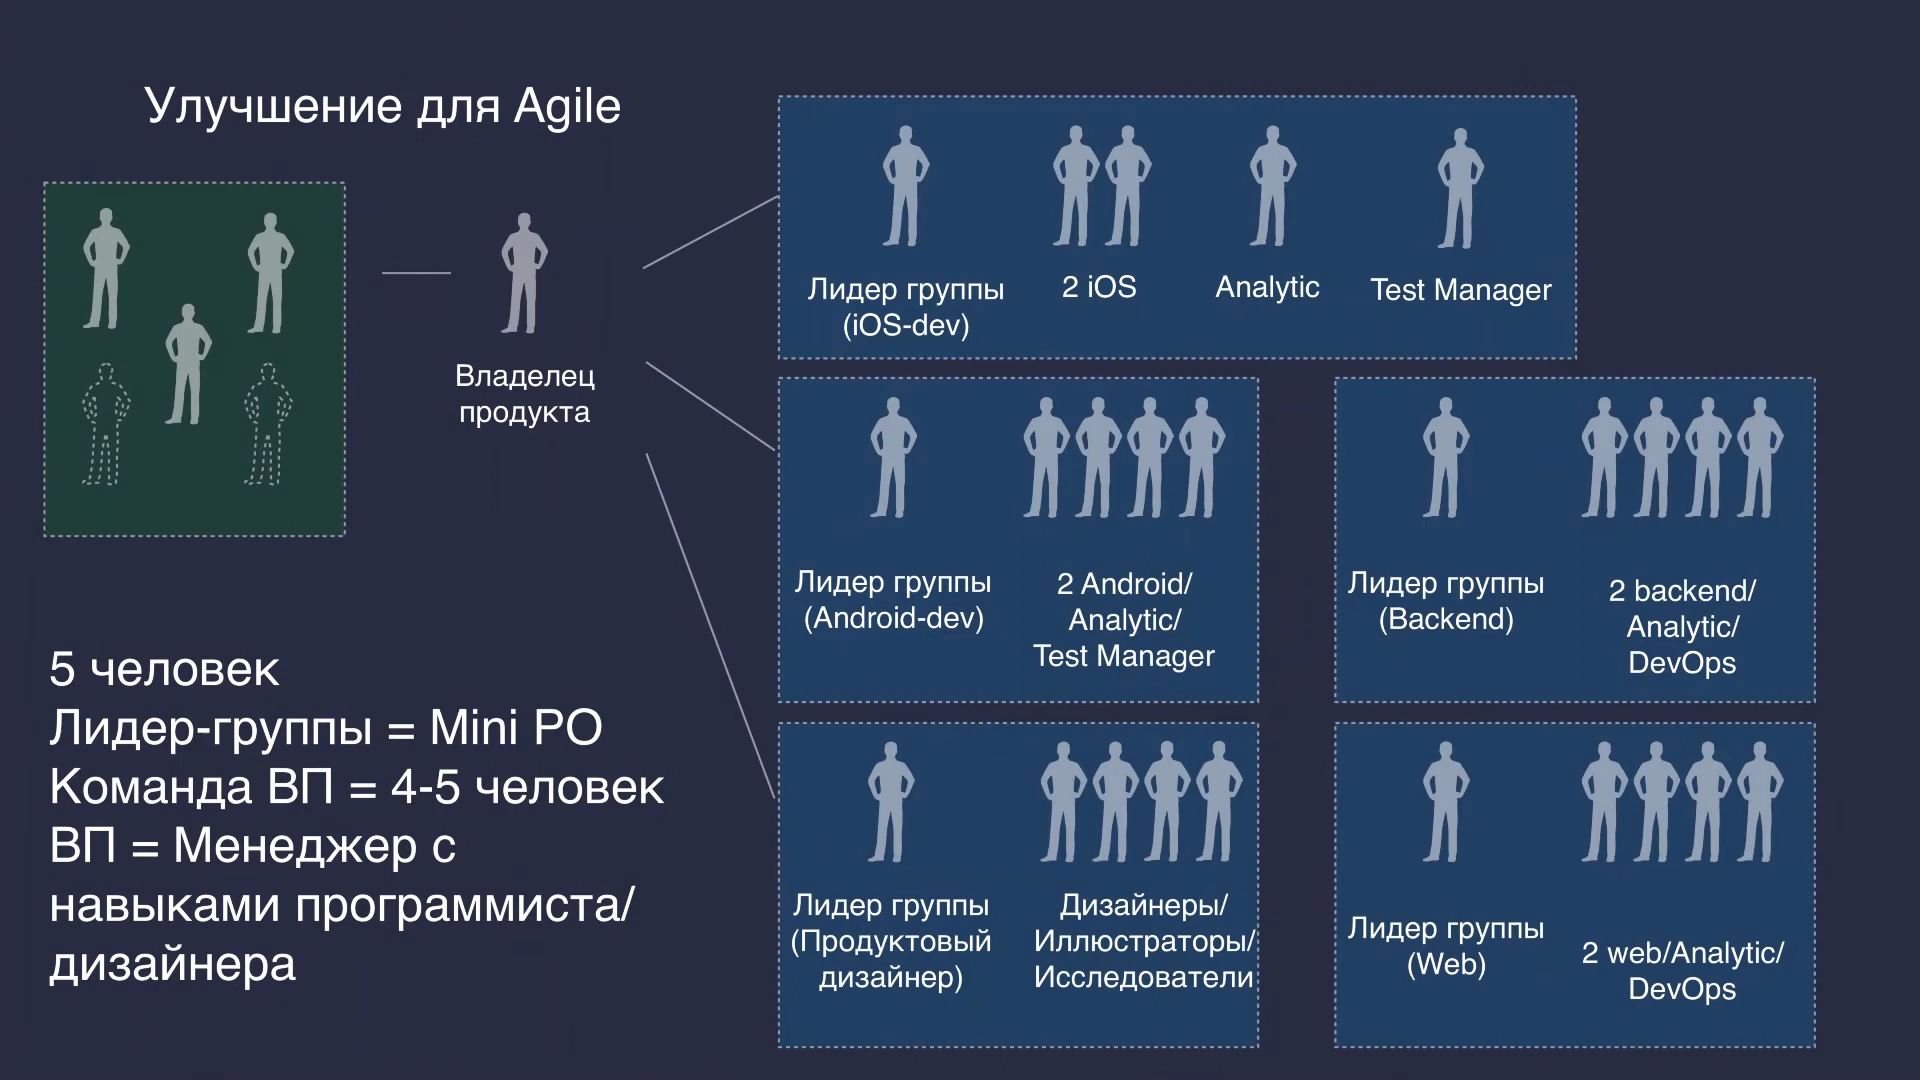 Улучшение для Agile
Владелец
продукта
Лидер группы
(iOS-dev)
2 iOS
Analytic
Test Manager
Лидер группы
(Android-dev)
2 Android/
Analytic/
Test Manager
Лидер группы
(Backend)
2 backend/
Analytic/
DevOps
Лидер группы
(Продуктовый
дизайнер)
Дизайнеры/
Иллюстраторы/
Исследователи
Лидер группы
(Web)
2 web/Analytic/
DevOps
5 человек
Лидер-группы = Mini PO
Команда ВП = 4-5 человек
ВП = Менеджер с
навыками программиста/
дизайнера